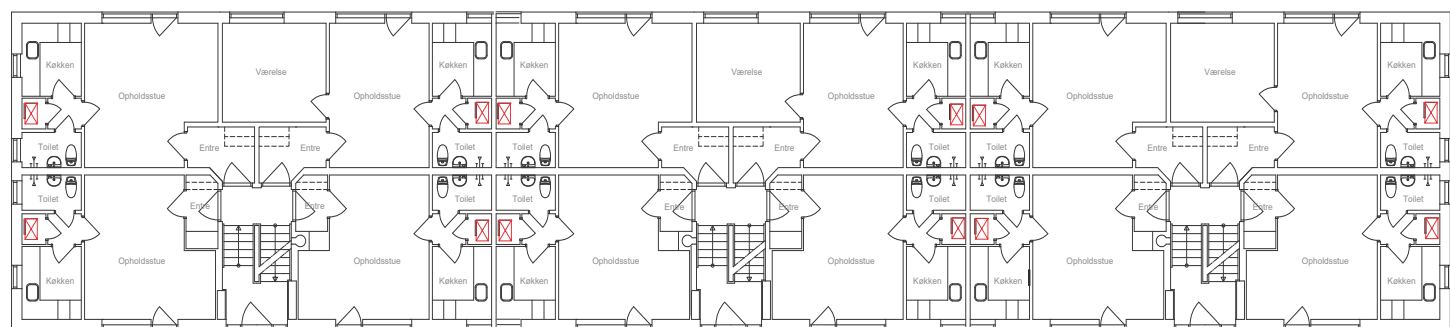 Køkken
Værelse
Køkken
Køkken
Værelse
Køkken
Køkken
Værelse
Køkken
Opholdsstue
Opholdsstue
Opholdsstue
Opholdsstue
Opholdsstue
Opholdsstue
Toilet
Entre
Entre
Toilet
Toilet
Entre
Entre
Toilet
Toilet
Entre
Entre
Toilet
Toilet
Entre
Entre
Toilet
Toilet
Entre
Entre
Toilet
Toilet
Entre
Entre
Toilet
Opholdsstue
Opholdsstue
Opholdsstue
Opholdsstue
Opholdsstue
Opholdsstue
Køkken
Køkken
Køkken
Køkken
Køkken
Køkken